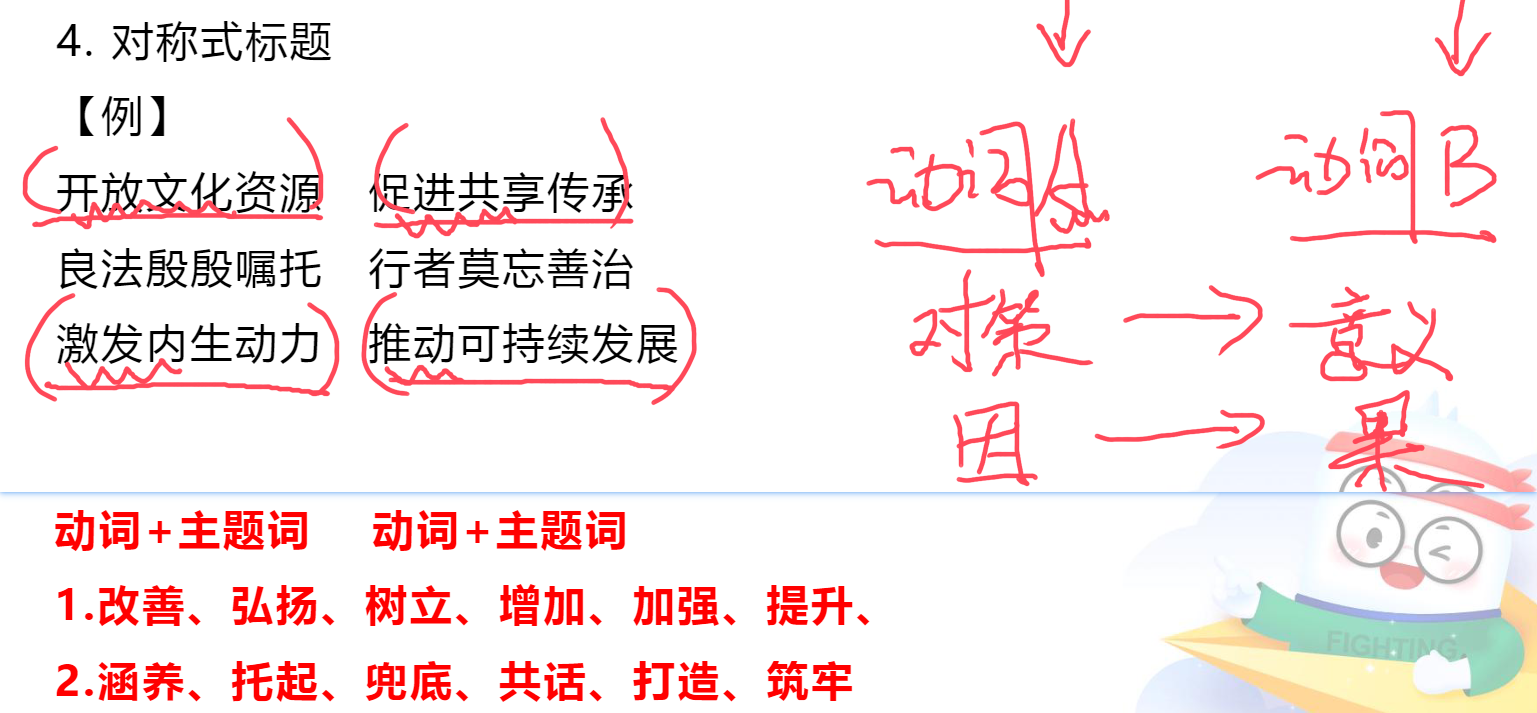 4. 对称式标题
【例】
开放文化资源 促进共享传承
良法殷殷嘱托 行者莫忘善治
激发内生动力 推动可持续发展
动词A 动词B
对策 意义
因 果
动词+主题词 动词+主题词
1.改善、弘扬、树立、增加、加强、提升、
2.涵养、托起、兜底、共话、打造、筑牢
FIGHTING